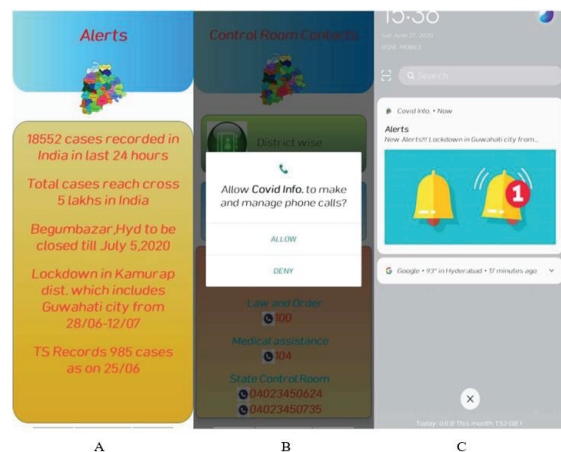 Alerts
18552 cases recorded in
India in last 24 hours
Total cases reach cross
5 lakhs in India
Begumbazar,Hyd to be
closed till July 5,2020
Lockdown in Kamurap
dist. which includes
Guwahati city from
28/06-12/07
TS Records 985 cases
as on 25/06
A
Control Room Contacts
District wise
Allow Covid Info. to make
and manage phone calls?
ALLOW
DENY
Law and Order
100
Medical assistance
104
State Control Room
04023450624
04023450735
B
15:36
Sat, June 27, 2020
Search
Covid Info. • Now
Alerts
New Alerts!!! Lockdown in Guwahati city from...
1
Google • 93° in Hyderabad • 17 minutes ago
C